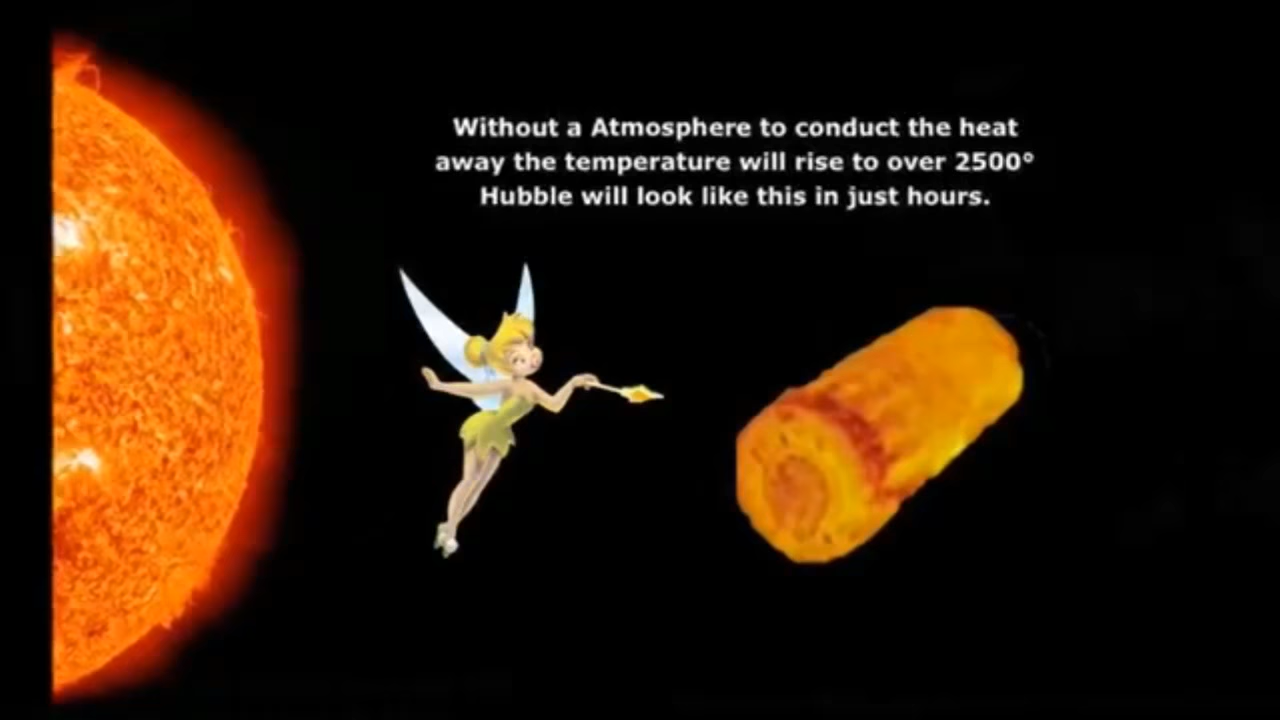 Without a Atmosphere to conduct the heat
away the temperature will rise to over 2500°
Hubble will look like this in just hours.